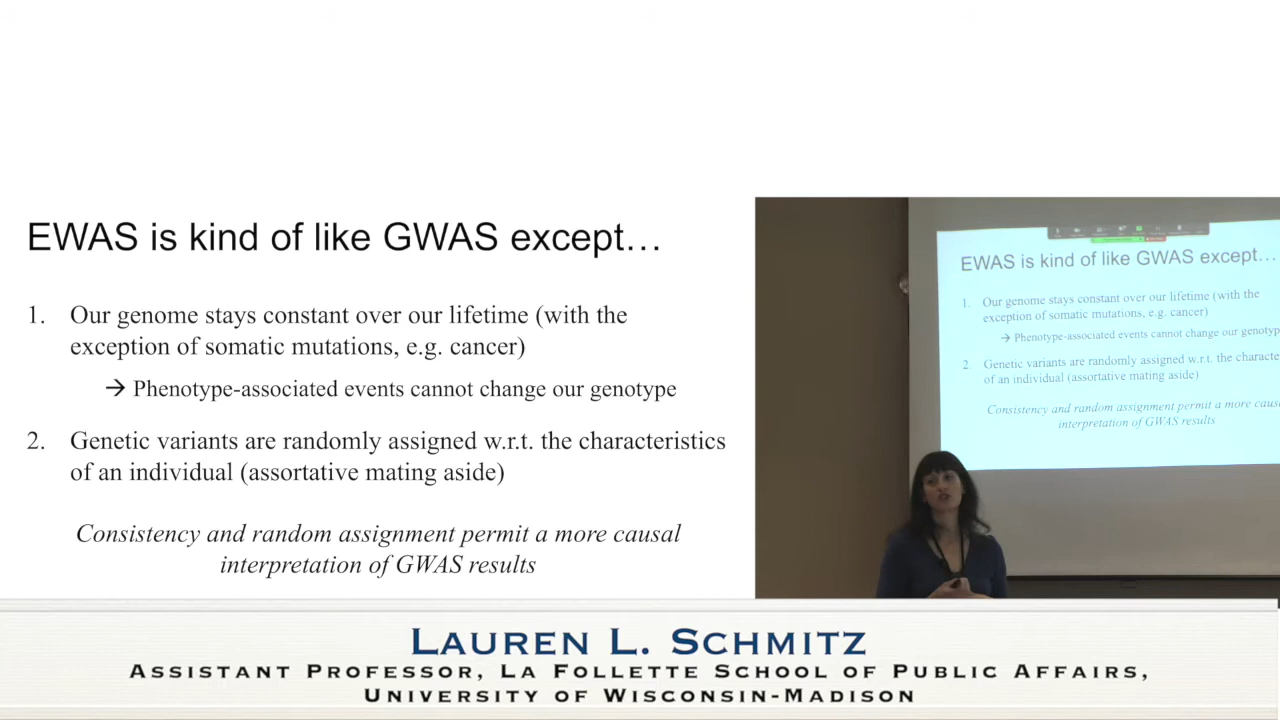 EWAS is kind of like GWAS except…
1. Our genome stays constant over our lifetime (with the
exception of somatic mutations, e.g. cancer)
→ Phenotype-associated events cannot change our genotype
2. Genetic variants are randomly assigned w.r.t. the characteristics
of an individual (assortative mating aside)
Consistency and random assignment permit a more causal
interpretation of GWAS results
EWAS is kind of like GWAS except…
1. Our genome stays constant over our lifetime (with the
exception of somatic mutations, e.g. cancer)
→ Phenotype-associated events cannot change our genotyp
2. Genetic variants are randomly assigned w.r.t. the characte
of an individual (assortative mating aside)
Consistency and random assignment permit a more caus
interpretation of GWAS results
LAUREN L. SCHMITZ
ASSISTANT PROFESSOR, LA FOLLETTE SCHOOL OF PUBLIC AFFAIRS,
UNIVERSITY OF WISCONSIN-MADISON